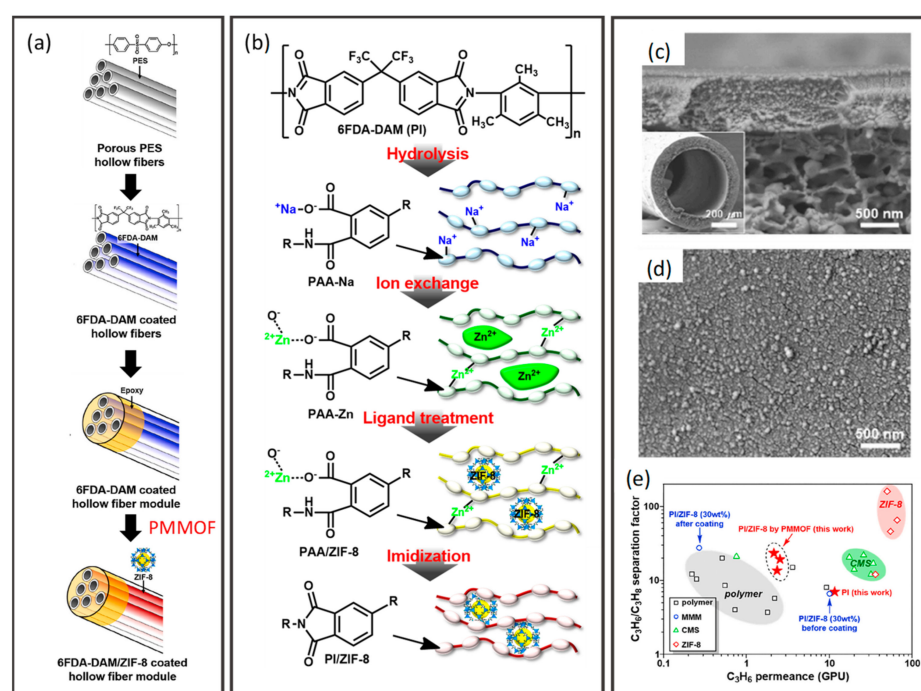 (a)
n
PES
Porous PES
hollow fibers
F₃C CF₃
6FDA-DAM
6FDA-DAM coated
hollow fibers
Epoxy
6FDA-DAM coated
hollow fiber module
PMMOF
ZIF-8
6FDA-DAM/ZIF-8 coated
hollow fiber module
(b)
F₃C CF₃
O O
CH₃
N N
O O
H₃C CH₃
n
6FDA-DAM (PI)
Hydrolysis
O
⁺Na-O⁻ R
H
R-N
O
PAA-Na
Na⁺
Na⁺
Na⁺
Na⁺
Ion exchange
O⁻ O
²⁺Zn O⁻ R
H
R-N
O
PAA-Zn
Zn²⁺
Zn²⁺
Zn²⁺
Zn²⁺
Ligand treatment
O⁻ O
²⁺Zn O⁻ R
H
R-N
O
PAA/ZIF-8
ZIF-8
Zn²⁺
Zn²⁺
ZIF-8
Imidization
O
R-N R
O
PI/ZIF-8
ZIF-8
ZIF-8
(c)
200 μm
500 nm
(d)
500 nm
(e)
C₃H₆/C₃H₈ separation factor
100
10
1
0.1 1 10 100
C₃H₆ permeance (GPU)
PI/ZIF-8 (30wt%)
after coating
PI/ZIF-8 by PMMOF (this work)
ZIF-8
CMS
polymer
PI (this work)
PI/ZIF-8 (30wt%)
before coating
polymer
MMM
CMS
ZIF-8